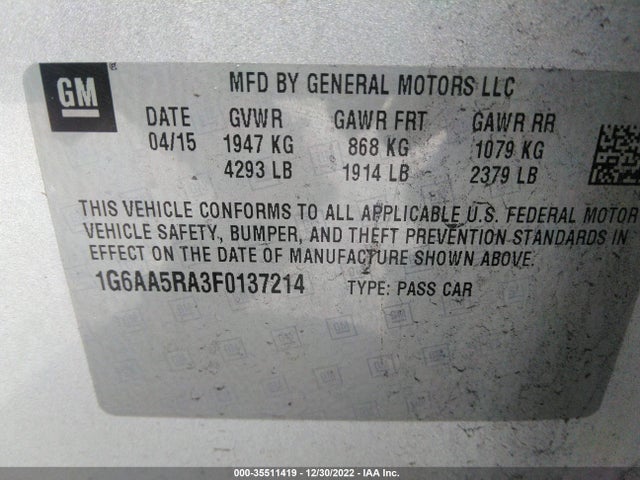 GM
MFD BY GENERAL MOTORS LLC
DATE GVWR GAWR FRT GAWR RR
04/15 1947 KG 868 KG 1079 KG
4293 LB 1914 LB 2379 LB
THIS VEHICLE CONFORMS TO ALL APPLICABLE U.S. FEDERAL MOTOR
VEHICLE SAFETY, BUMPER, AND THEFT PREVENTION STANDARDS IN
EFFECT ON THE DATE OF MANUFACTURE SHOWN ABOVE.
1G6AA5RA3F0137214 TYPE: PASS CAR
000-35511419 - 12/30/2022 - IAA Inc.